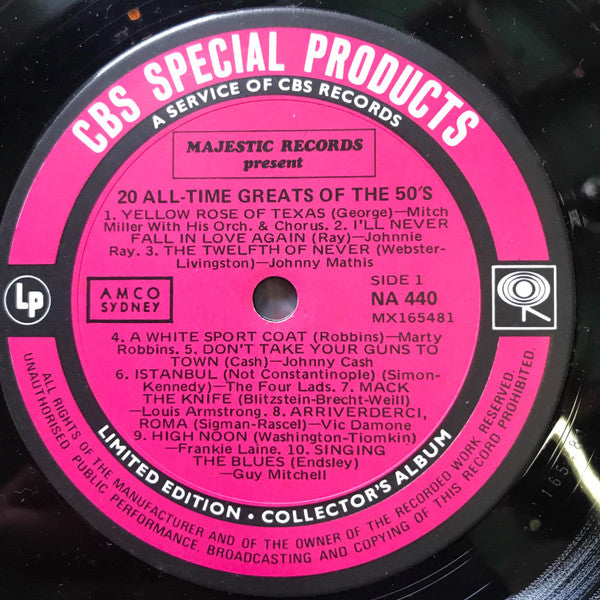 CBS SPECIAL PRODUCTS
A SERVICE OF CBS RECORDS
MAJESTIC RECORDS
present
20 ALL-TIME GREATS OF THE 50'S
1. YELLOW ROSE OF TEXAS (George)—Mitch
Miller With His Orch. & Chorus. 2. I'LL NEVER
FALL IN LOVE AGAIN (Ray)—Johnnie
Ray. 3. THE TWELFTH OF NEVER (Webster-
Livingston)—Johnny Mathis
Lp
AMCO
SYDNEY
SIDE 1
NA 440
MX165481
4. A WHITE SPORT COAT (Robbins)—Marty
Robbins. 5. DON'T TAKE YOUR GUNS TO
TOWN (Cash)—Johnny Cash
6. ISTANBUL (No Constantinople) (Simon-
Kennedy)—The Four Lads. 7. MACK
THE KNIFE (Blitzstein-Brecht-Weill)—
Louis Armstrong. 8. ARRIVERDERCI,
ROMA (Sigman-Rascel)—Vic Damone
9. HIGH NOON (Washington-Tiomkin)—
Frankie Laine. 10. SINGING
THE BLUES (Endsley)—
Guy Mitchell
LIMITED EDITION • COLLECTOR'S ALBUM
ALL RIGHTS OF THE MANUFACTURER AND OF THE OWNER OF THE RECORDED WORK RESERVED.
UNAUTHORISED PUBLIC PERFORMANCE, BROADCASTING AND COPYING OF THIS RECORD PROHIBITED.